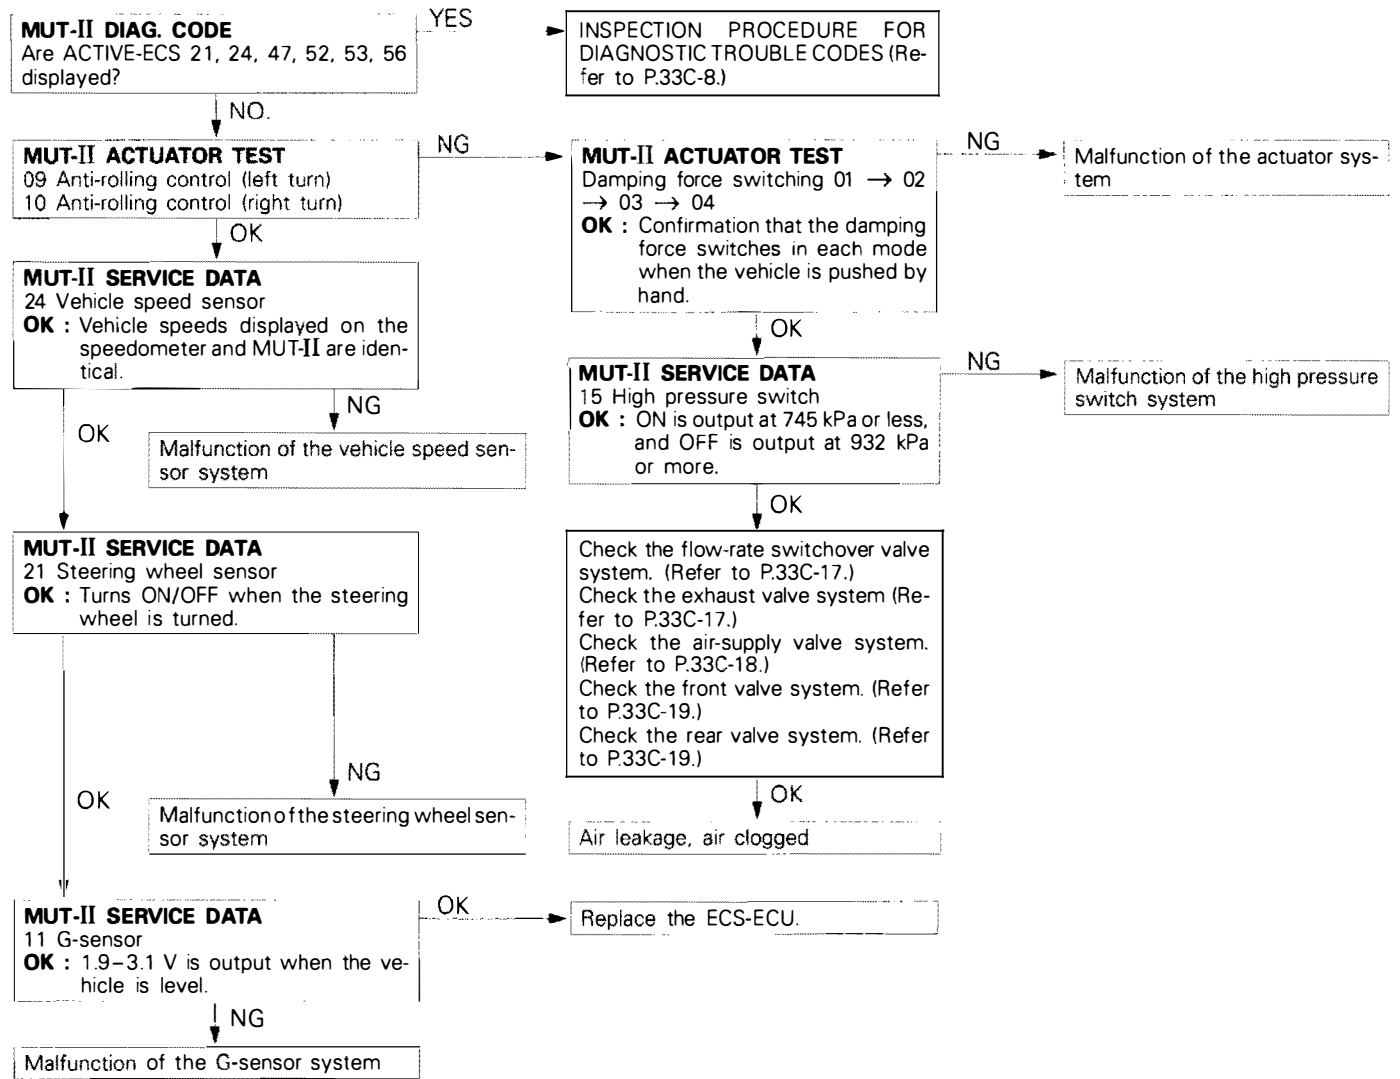 MUT-II DIAG. CODE
Are ACTIVE-ECS 21, 24, 47, 52, 53, 56
displayed?
YES
INSPECTION PROCEDURE FOR
DIAGNOSTIC TROUBLE CODES (Re-
fer to P.33C-8.)
NO.
MUT-II ACTUATOR TEST
09 Anti-rolling control (left turn)
10 Anti-rolling control (right turn)
NG
MUT-II ACTUATOR TEST
Damping force switching 01 → 02
→ 03 → 04
OK : Confirmation that the damping
force switches in each mode
when the vehicle is pushed by
hand.
NG
Malfunction of the actuator sys-
tem
OK
MUT-II SERVICE DATA
24 Vehicle speed sensor
OK : Vehicle speeds displayed on the
speedometer and MUT-II are iden-
tical.
OK
MUT-II SERVICE DATA
15 High pressure switch
OK : ON is output at 745 kPa or less,
and OFF is output at 932 kPa
or more.
NG
Malfunction of the high pressure
switch system
OK
NG
Malfunction of the vehicle speed sen-
sor system
OK
MUT-II SERVICE DATA
21 Steering wheel sensor
OK : Turns ON/OFF when the steering
wheel is turned.
Check the flow-rate switchover valve
system. (Refer to P.33C-17.)
Check the exhaust valve system (Re-
fer to P.33C-17.)
Check the air-supply valve system.
(Refer to P.33C-18.)
Check the front valve system. (Refer
to P.33C-19.)
Check the rear valve system. (Refer
to P.33C-19.)
OK
NG
Malfunction of the steering wheel sen-
sor system
OK
Air leakage, air clogged
MUT-II SERVICE DATA
11 G-sensor
OK : 1.9–3.1 V is output when the ve-
hicle is level.
OK
Replace the ECS-ECU.
NG
Malfunction of the G-sensor system